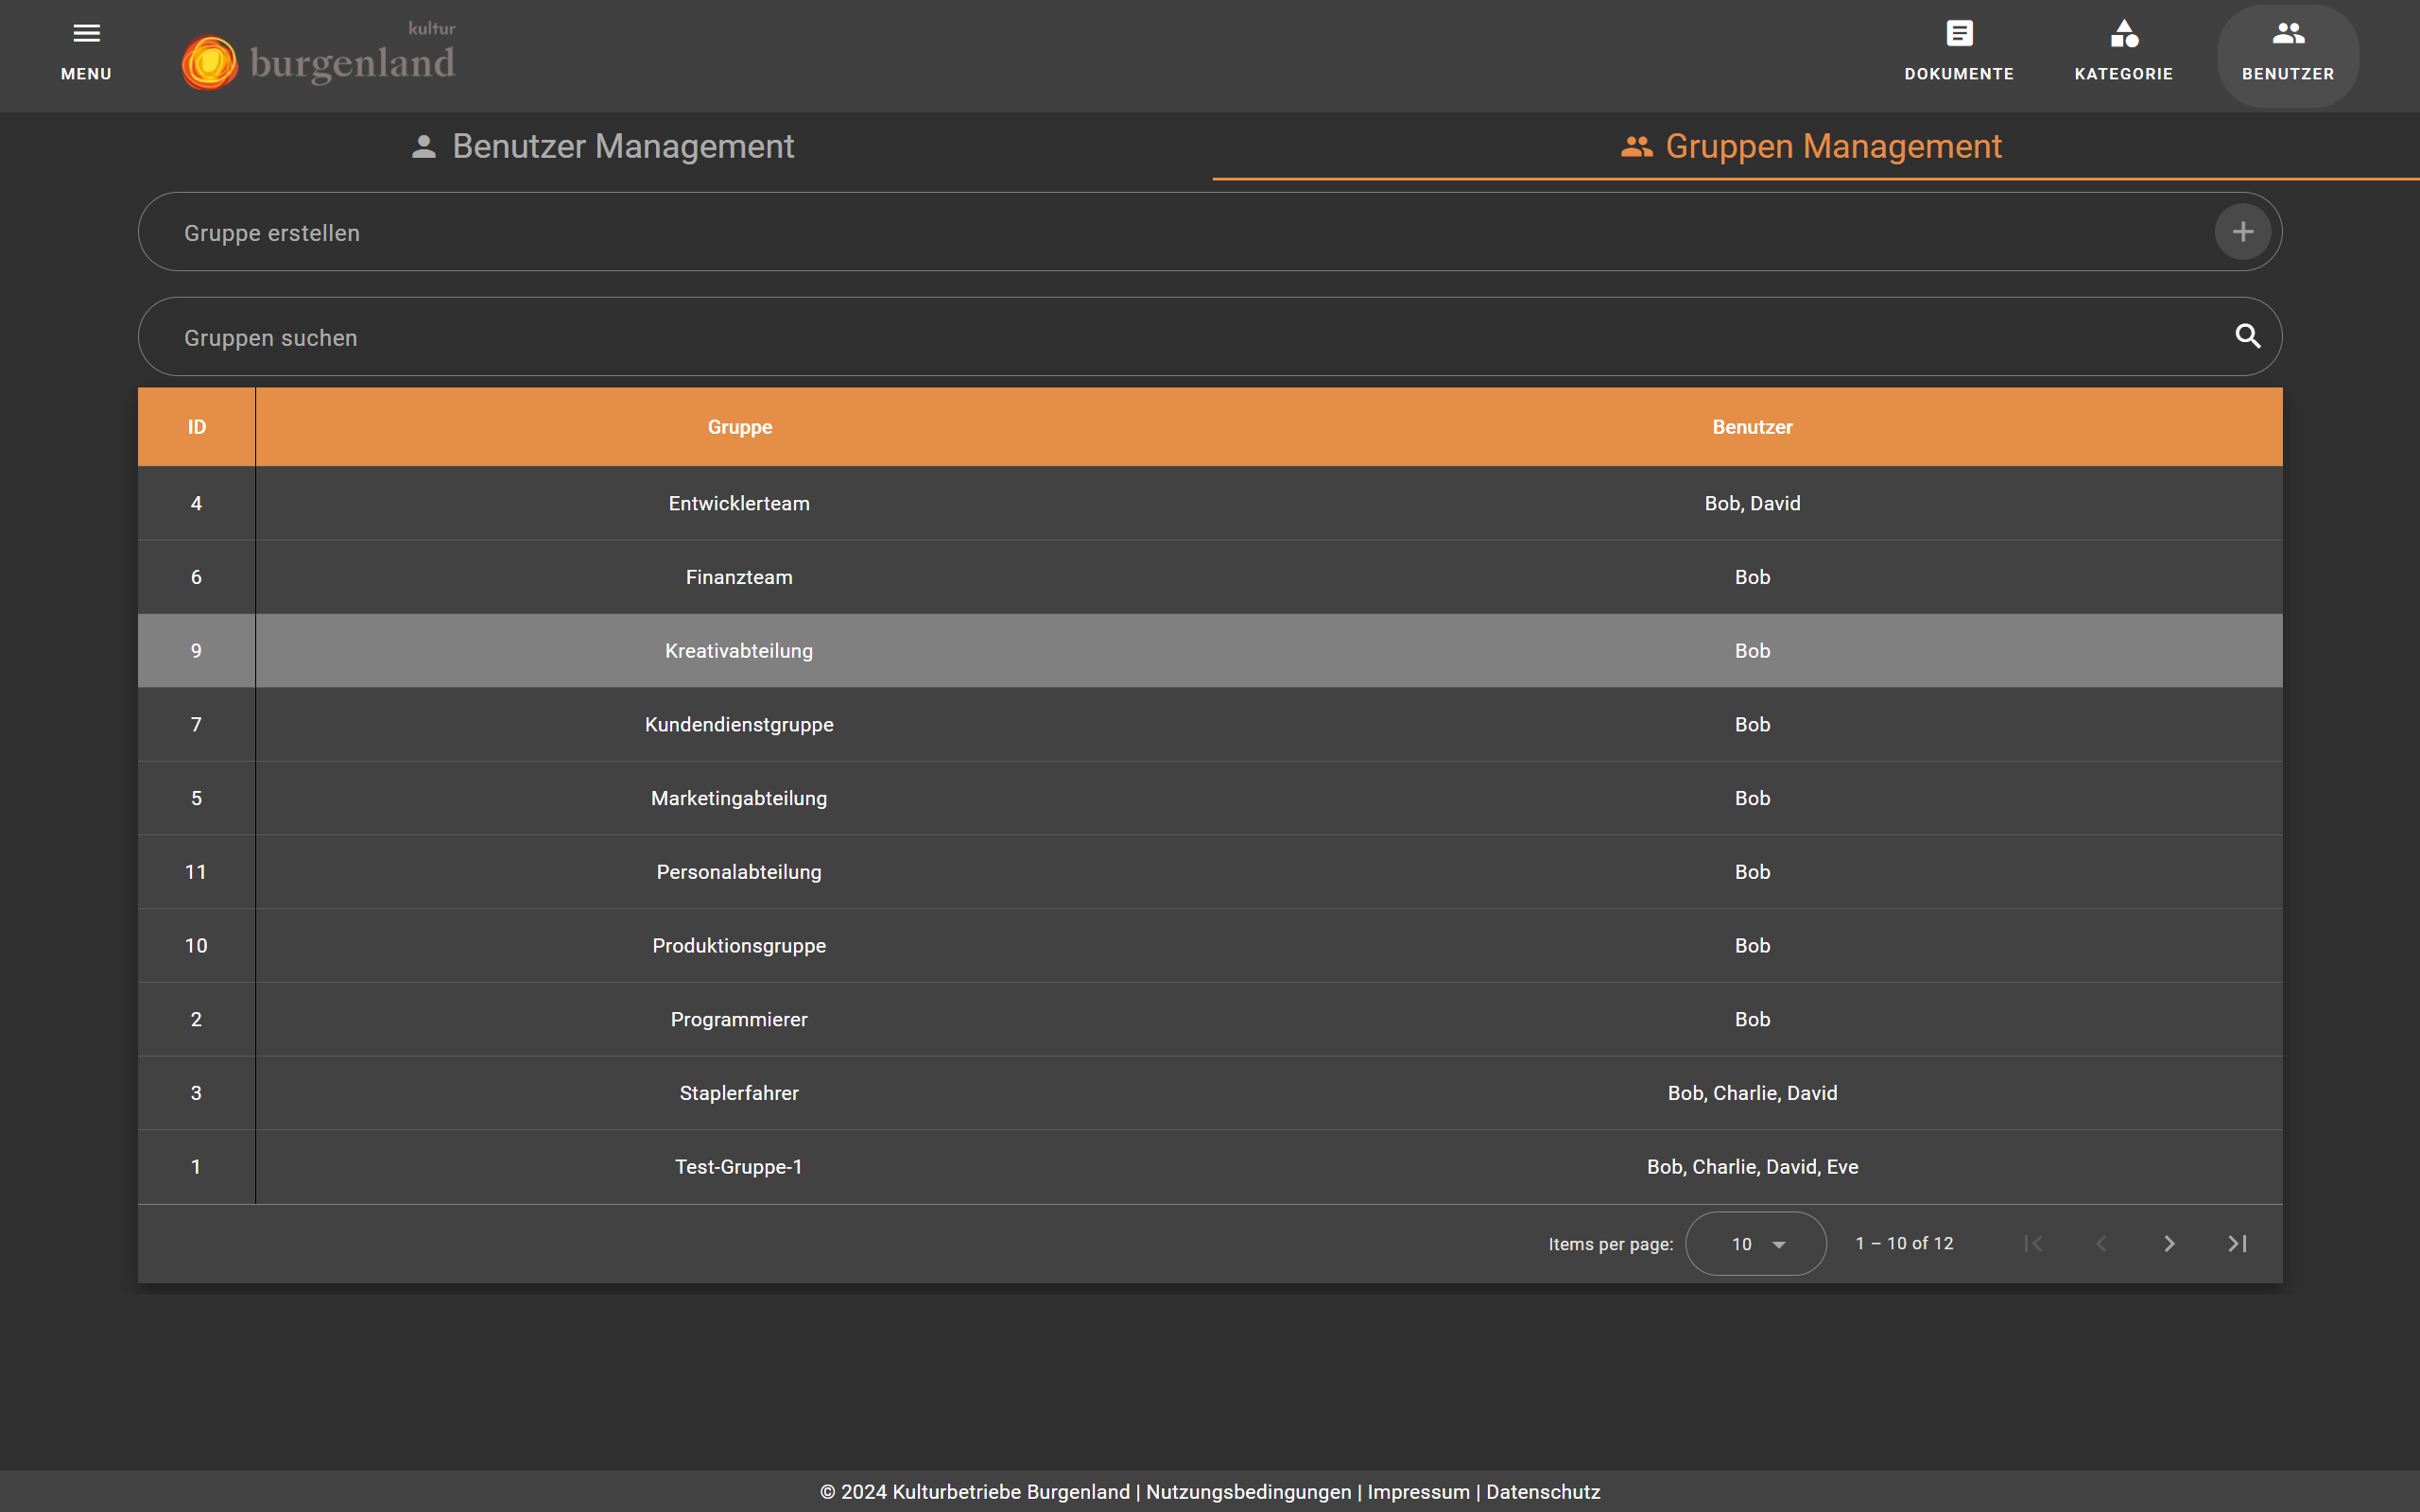 MENU
kultur
burgenland
DOKUMENTE
KATEGORIE
BENUTZER
Benutzer Management
Gruppen Management
Gruppe erstellen
Gruppen suchen
ID Gruppe Benutzer
4 Entwicklerteam Bob, David
6 Finanzteam Bob
9 Kreativabteilung Bob
7 Kundendienstgruppe Bob
5 Marketingabteilung Bob
11 Personalabteilung Bob
10 Produktionsgruppe Bob
2 Programmierer Bob
3 Staplerfahrer Bob, Charlie, David
1 Test-Gruppe-1 Bob, Charlie, David, Eve
Items per page: 10 1 – 10 of 12
© 2024 Kulturbetriebe Burgenland | Nutzungsbedingungen | Impressum | Datenschutz